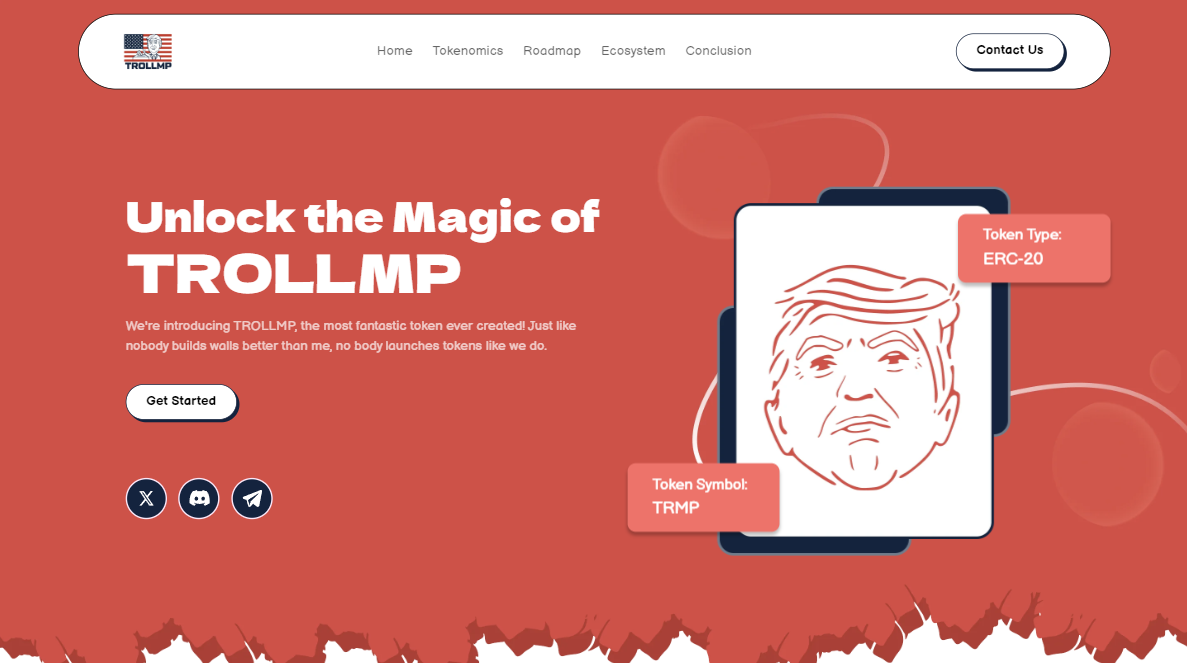 TROLLMP
Home Tokenomics Roadmap Ecosystem Conclusion
Contact Us
Unlock the Magic of
TROLLMP
We're introducing TROLLMP, the most fantastic token ever created! Just like
nobody builds walls better than me, no body launches tokens like we do.
Get Started
Token Type:
ERC-20
Token Symbol:
TRMP